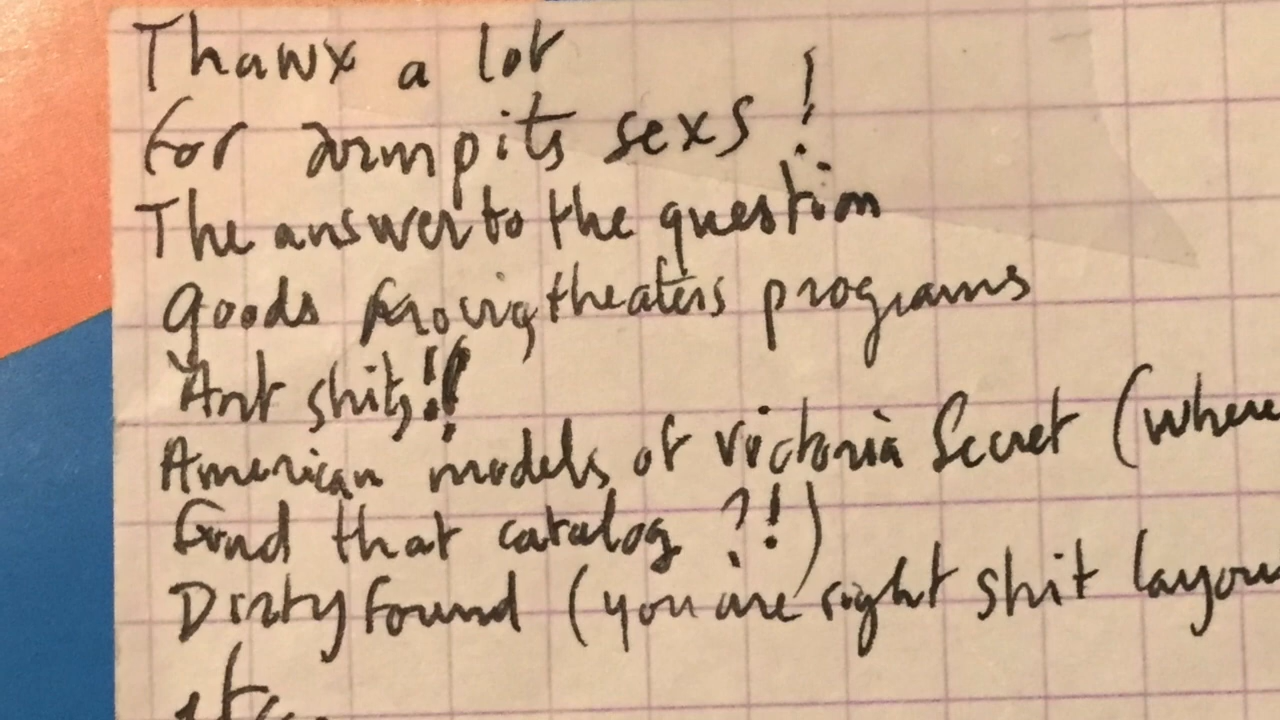 Thanx a lot
for armpits sexs !
The answer to the question
goods theaters programs
Art shits!!
American models of Victoria Secret (where
find that catalog ?!)
Dirty found (you are right shit layou
etc.